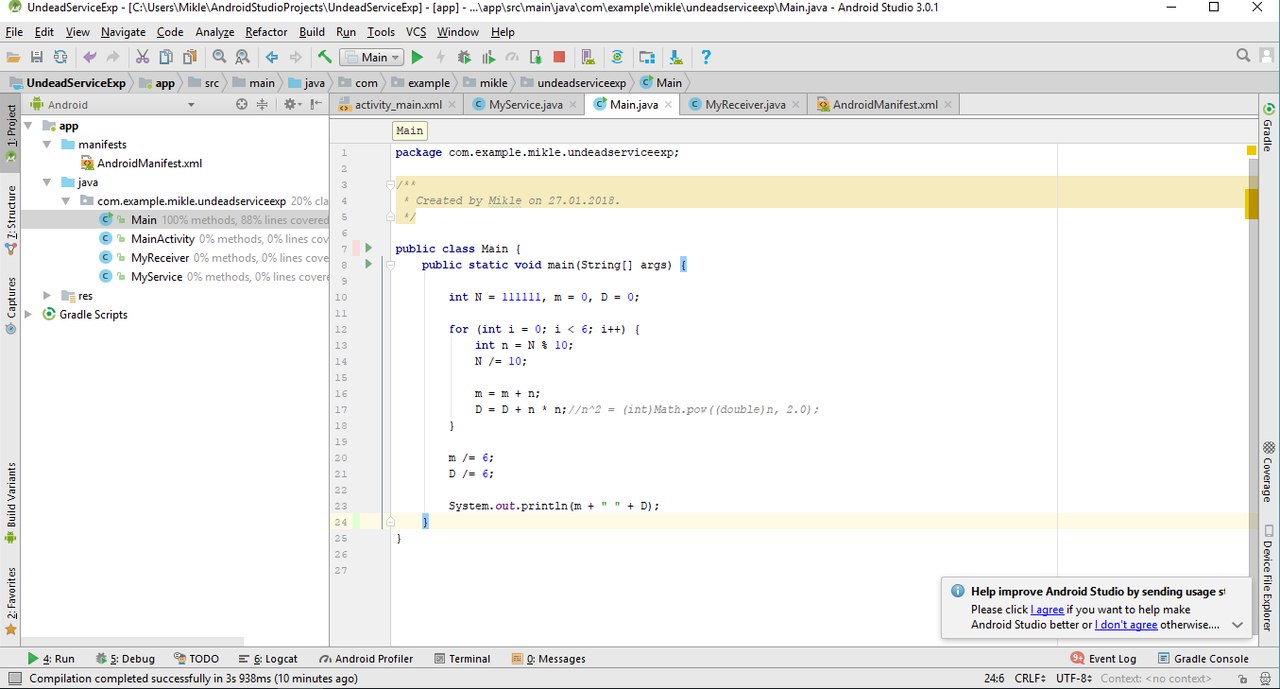 UndeadServiceExp - [C:\Users\Mikle\AndroidStudioProjects\UndeadServiceExp] - [app] - ...\app\src\main\java\com\example\mikle\undeadserviceexp\Main.java - Android Studio 3.0.1
File Edit View Navigate Code Analyze Refactor Build Run Tools VCS Window Help
Main
UndeadServiceExp app src main java com example mikle undeadserviceexp Main
Android
activity_main.xml MyService.java Main.java MyReceiver.java AndroidManifest.xml
1: Project
Z: Structure
Captures
Build Variants
2: Favorites
app
manifests
AndroidManifest.xml
java
com.example.mikle.undeadserviceexp 20% cla
Main 100% methods, 88% lines covered
MainActivity 0% methods, 0% lines cov
MyReceiver 0% methods, 0% lines cov
MyService 0% methods, 0% lines cove
res
Gradle Scripts
Main
1 package com.example.mikle.undeadserviceexp;
2
3 /**
4 * Created by Mikle on 27.01.2018.
5 */
6
7 public class Main {
8 public static void main(String[] args) {
9
10 int N = 111111, m = 0, D = 0;
11
12 for (int i = 0; i < 6; i++) {
13 int n = N % 10;
14 N /= 10;
15
16 m = m + n;
17 D = D + n * n;//n^2 = (int)Math.pow((double)n, 2.0);
18 }
19
20 m /= 6;
21 D /= 6;
22
23 System.out.println(m + " " + D);
24 }
25 }
26
27
Gradle
Coverage
Device File Explorer
Help improve Android Studio by sending usage st
Please click I agree if you want to help make
Android Studio better or I don't agree otherwise....
4: Run 5: Debug TODO 6: Logcat Android Profiler Terminal 0: Messages 9+ Event Log Gradle Console
Compilation completed successfully in 3s 938ms (10 minutes ago) 24:6 CRLF UTF-8 Context: <no context>